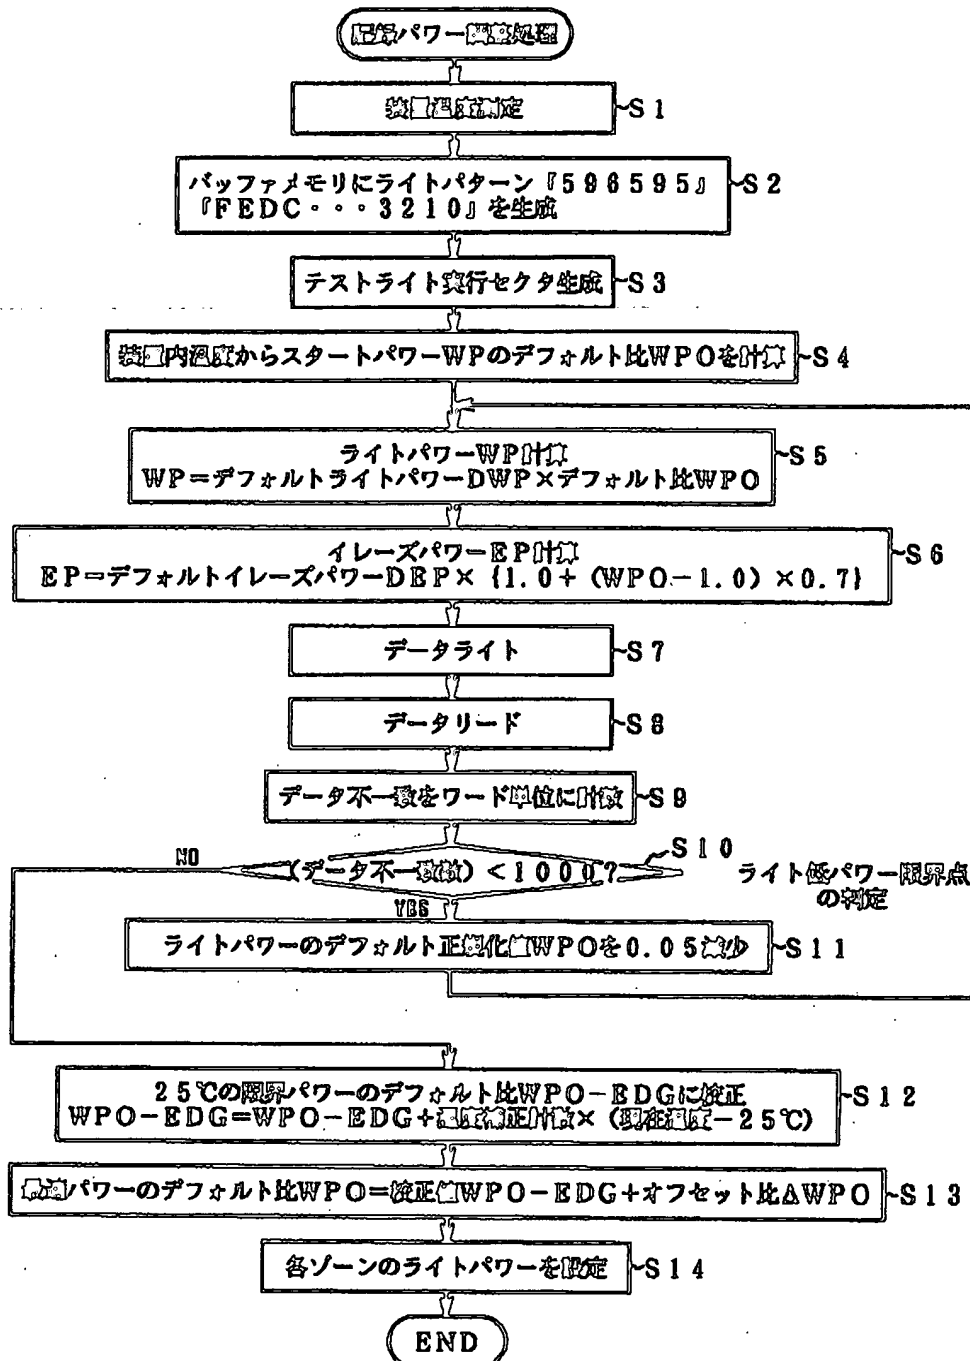 記録パワー調整処理
装置温度測定
S1
バッファメモリにライトパターン『596595』
『FEDC・・・3210』を生成
S2
テストライト実行セクタ生成
S3
装置内温度からスタートパワーWPのデフォルト比WPOを計算
S4
ライトパワーWP計算
WP=デフォルトライトパワーDWP×デフォルト比WPO
S5
イレーズパワーEP計算
EP=デフォルトイレーズパワーDEP×{1.0+(WPO-1.0)×0.7}
S6
データライト
S7
データリード
S8
データ不一致をワード単位に計数
S9
(データ不一致数)<1000?
S10
NO
YES
ライト低パワー限界点
の判定
ライトパワーのデフォルト正規化値WPOを0.05減少
S11
25℃の限界パワーのデフォルト比WPO-EDGに校正
WPO-EDG=WPO-EDG+温度補正計数×(現在温度-25℃)
S12
最適パワーのデフォルト比WPO=校正値WPO-EDG+オフセット比ΔWPO
S13
各ゾーンのライトパワーを設定
S14
END